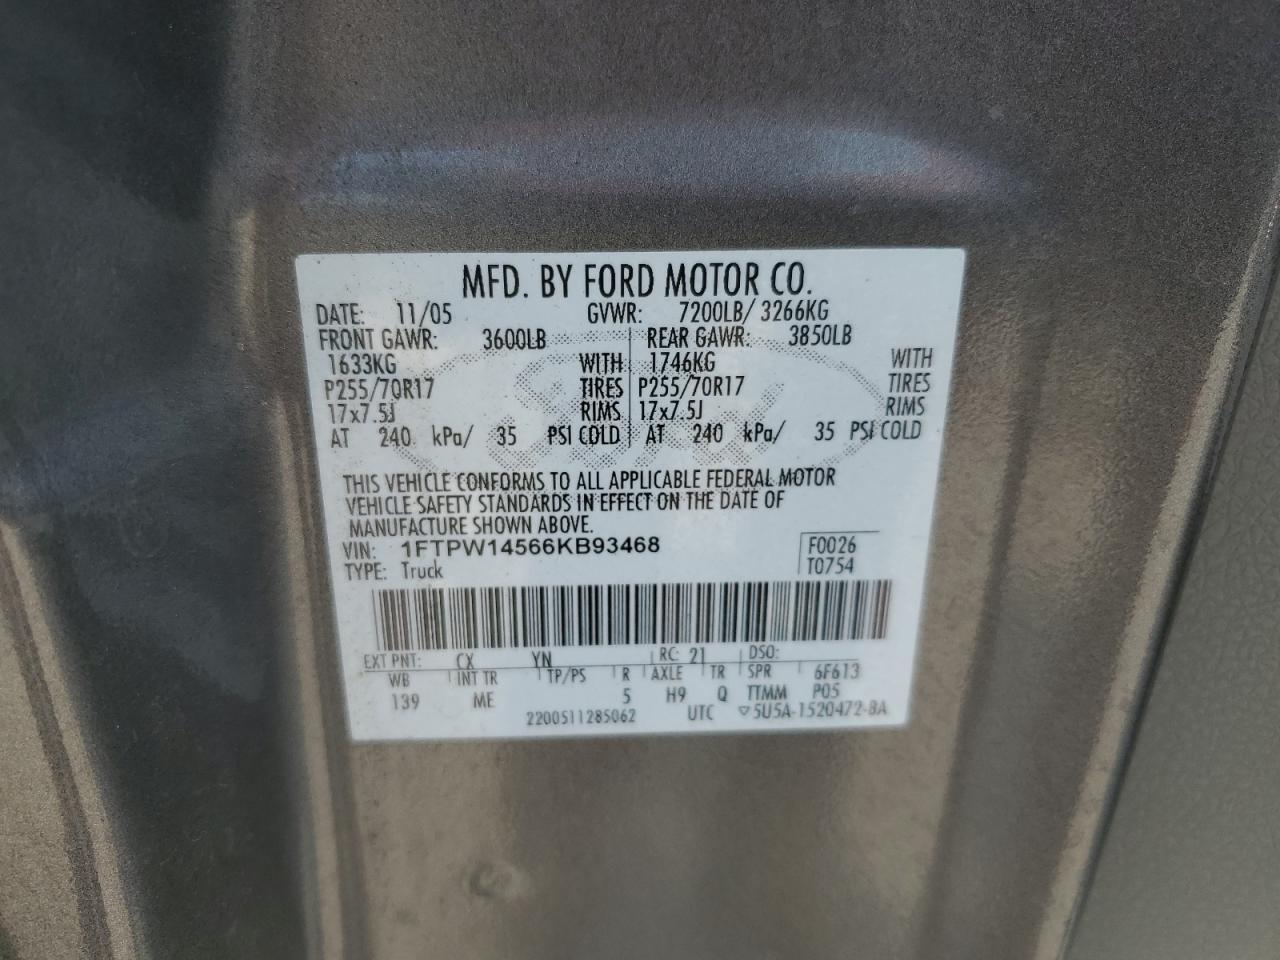 MFD. BY FORD MOTOR CO.
DATE: 11/05 GVWR: 7200LB/ 3266KG
FRONT GAWR: 3600LB REAR GAWR: 3850LB
1633KG WITH 1746KG WITH
P255/70R17 TIRES P255/70R17 TIRES
17x7.5J RIMS 17x7.5J RIMS
AT 240 kPa/ 35 PSI COLD AT 240 kPa/ 35 PSI COLD
THIS VEHICLE CONFORMS TO ALL APPLICABLE FEDERAL MOTOR
VEHICLE SAFETY STANDARDS IN EFFECT ON THE DATE OF
MANUFACTURE SHOWN ABOVE.
VIN: 1FTPW14566KB93468 F0026
TYPE: Truck T0754
EXT PNT: CX YN RC: 21 DSO:
WB INT TR TP/PS R AXLE TR SPR 6F613
139 ME 5 H9 Q TTMM P05
2200511285062 UTC ▽5U5A-1520472-BA